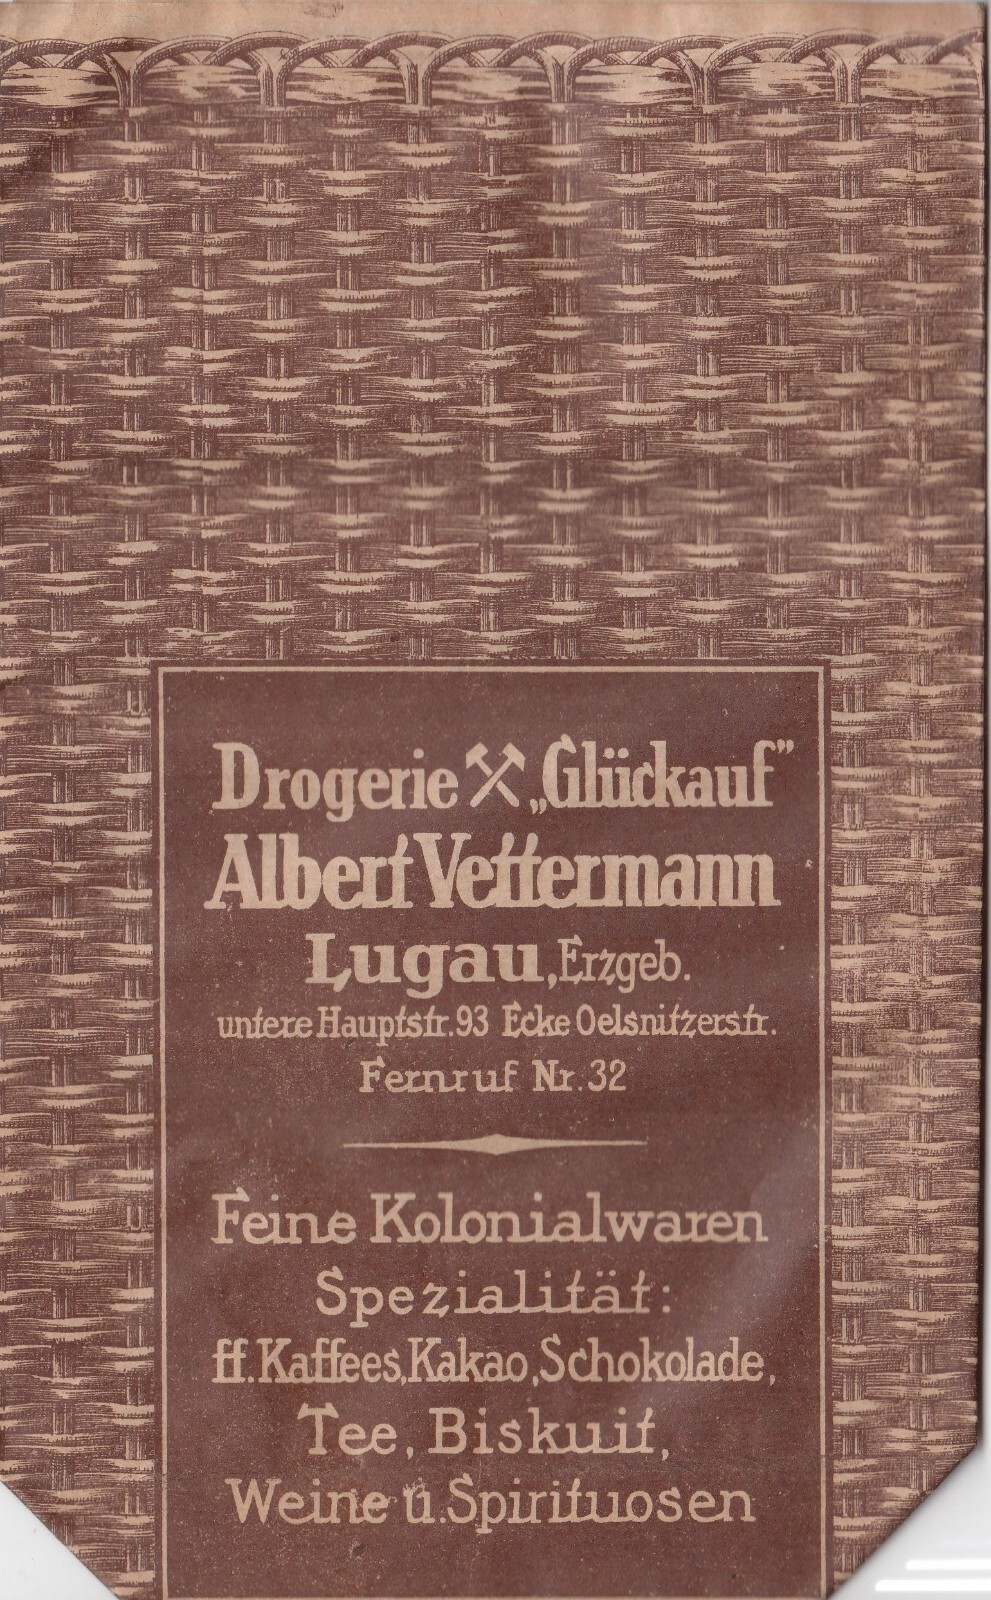 Drogerie ⚒ „Glückauf”
Albert Vettermann
Lugau, Erzgeb.
untere Hauptstr. 93 Ecke Oelsnitzerstr.
Fernruf Nr. 32
Feine Kolonialwaren
Spezialität:
ff. Kaffees, Kakao, Schokolade,
Tee, Biskuit,
Weine u. Spirituosen